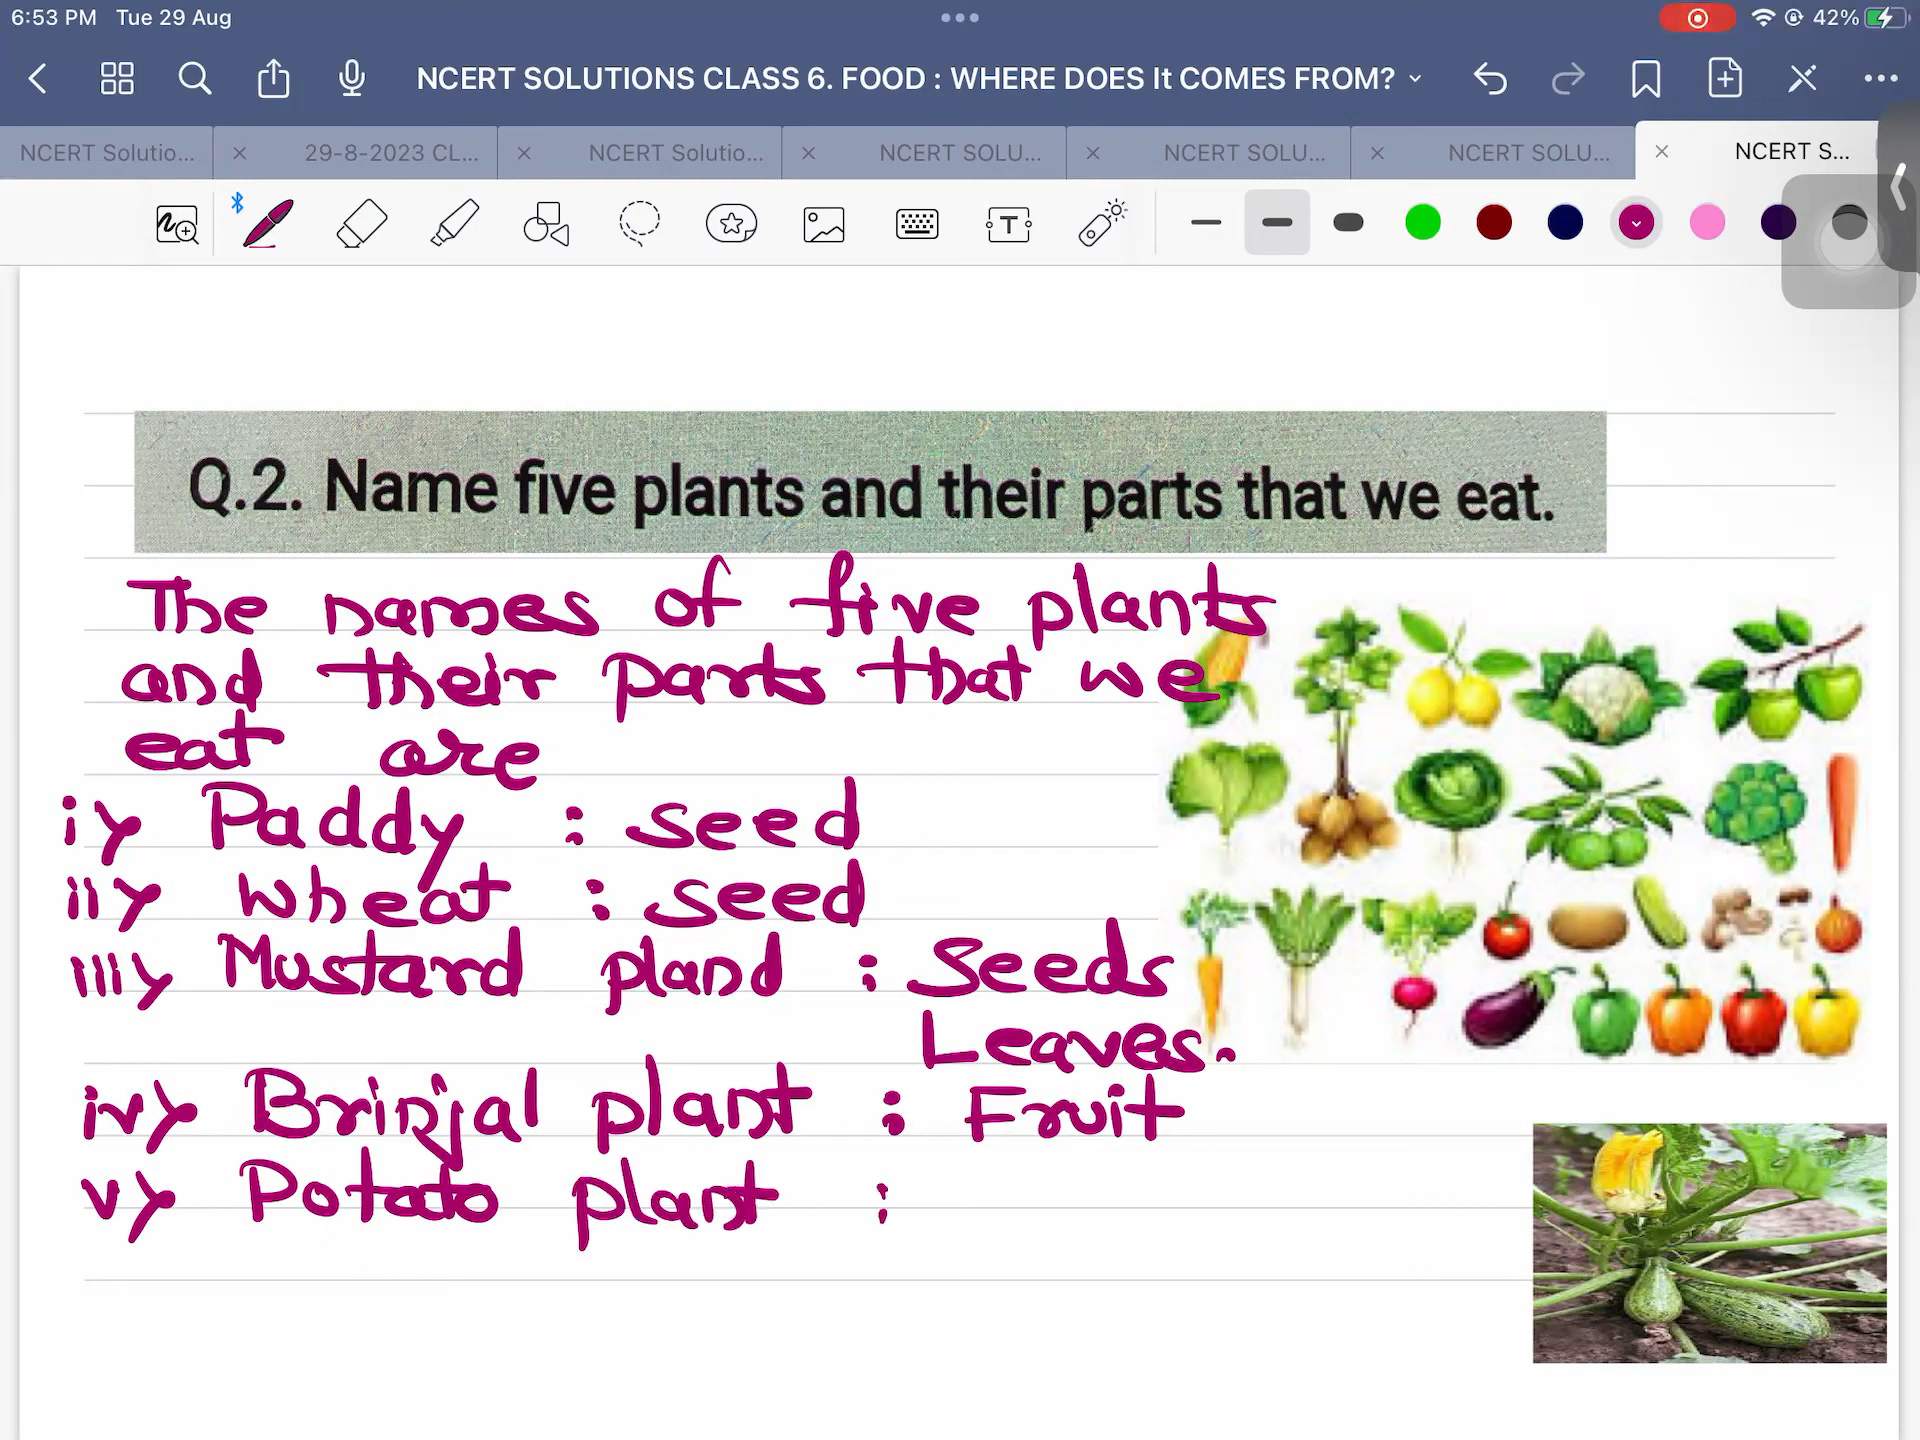 6:53 PM Tue 29 Aug
42%
NCERT SOLUTIONS CLASS 6. FOOD : WHERE DOES It COMES FROM?
NCERT Solutio... 29-8-2023 CL... NCERT Solutio... NCERT SOLU... NCERT SOLU... NCERT SOLU... NCERT S...
T
Q.2. Name five plants and their parts that we eat.
The names of five plants
and their parts that we
eat are
i) Paddy : seed
ii) wheat : seed
iii) Mustard pland : Seeds
Leaves.
iv) Brinjal plant : Fruit
v) Potato plant :